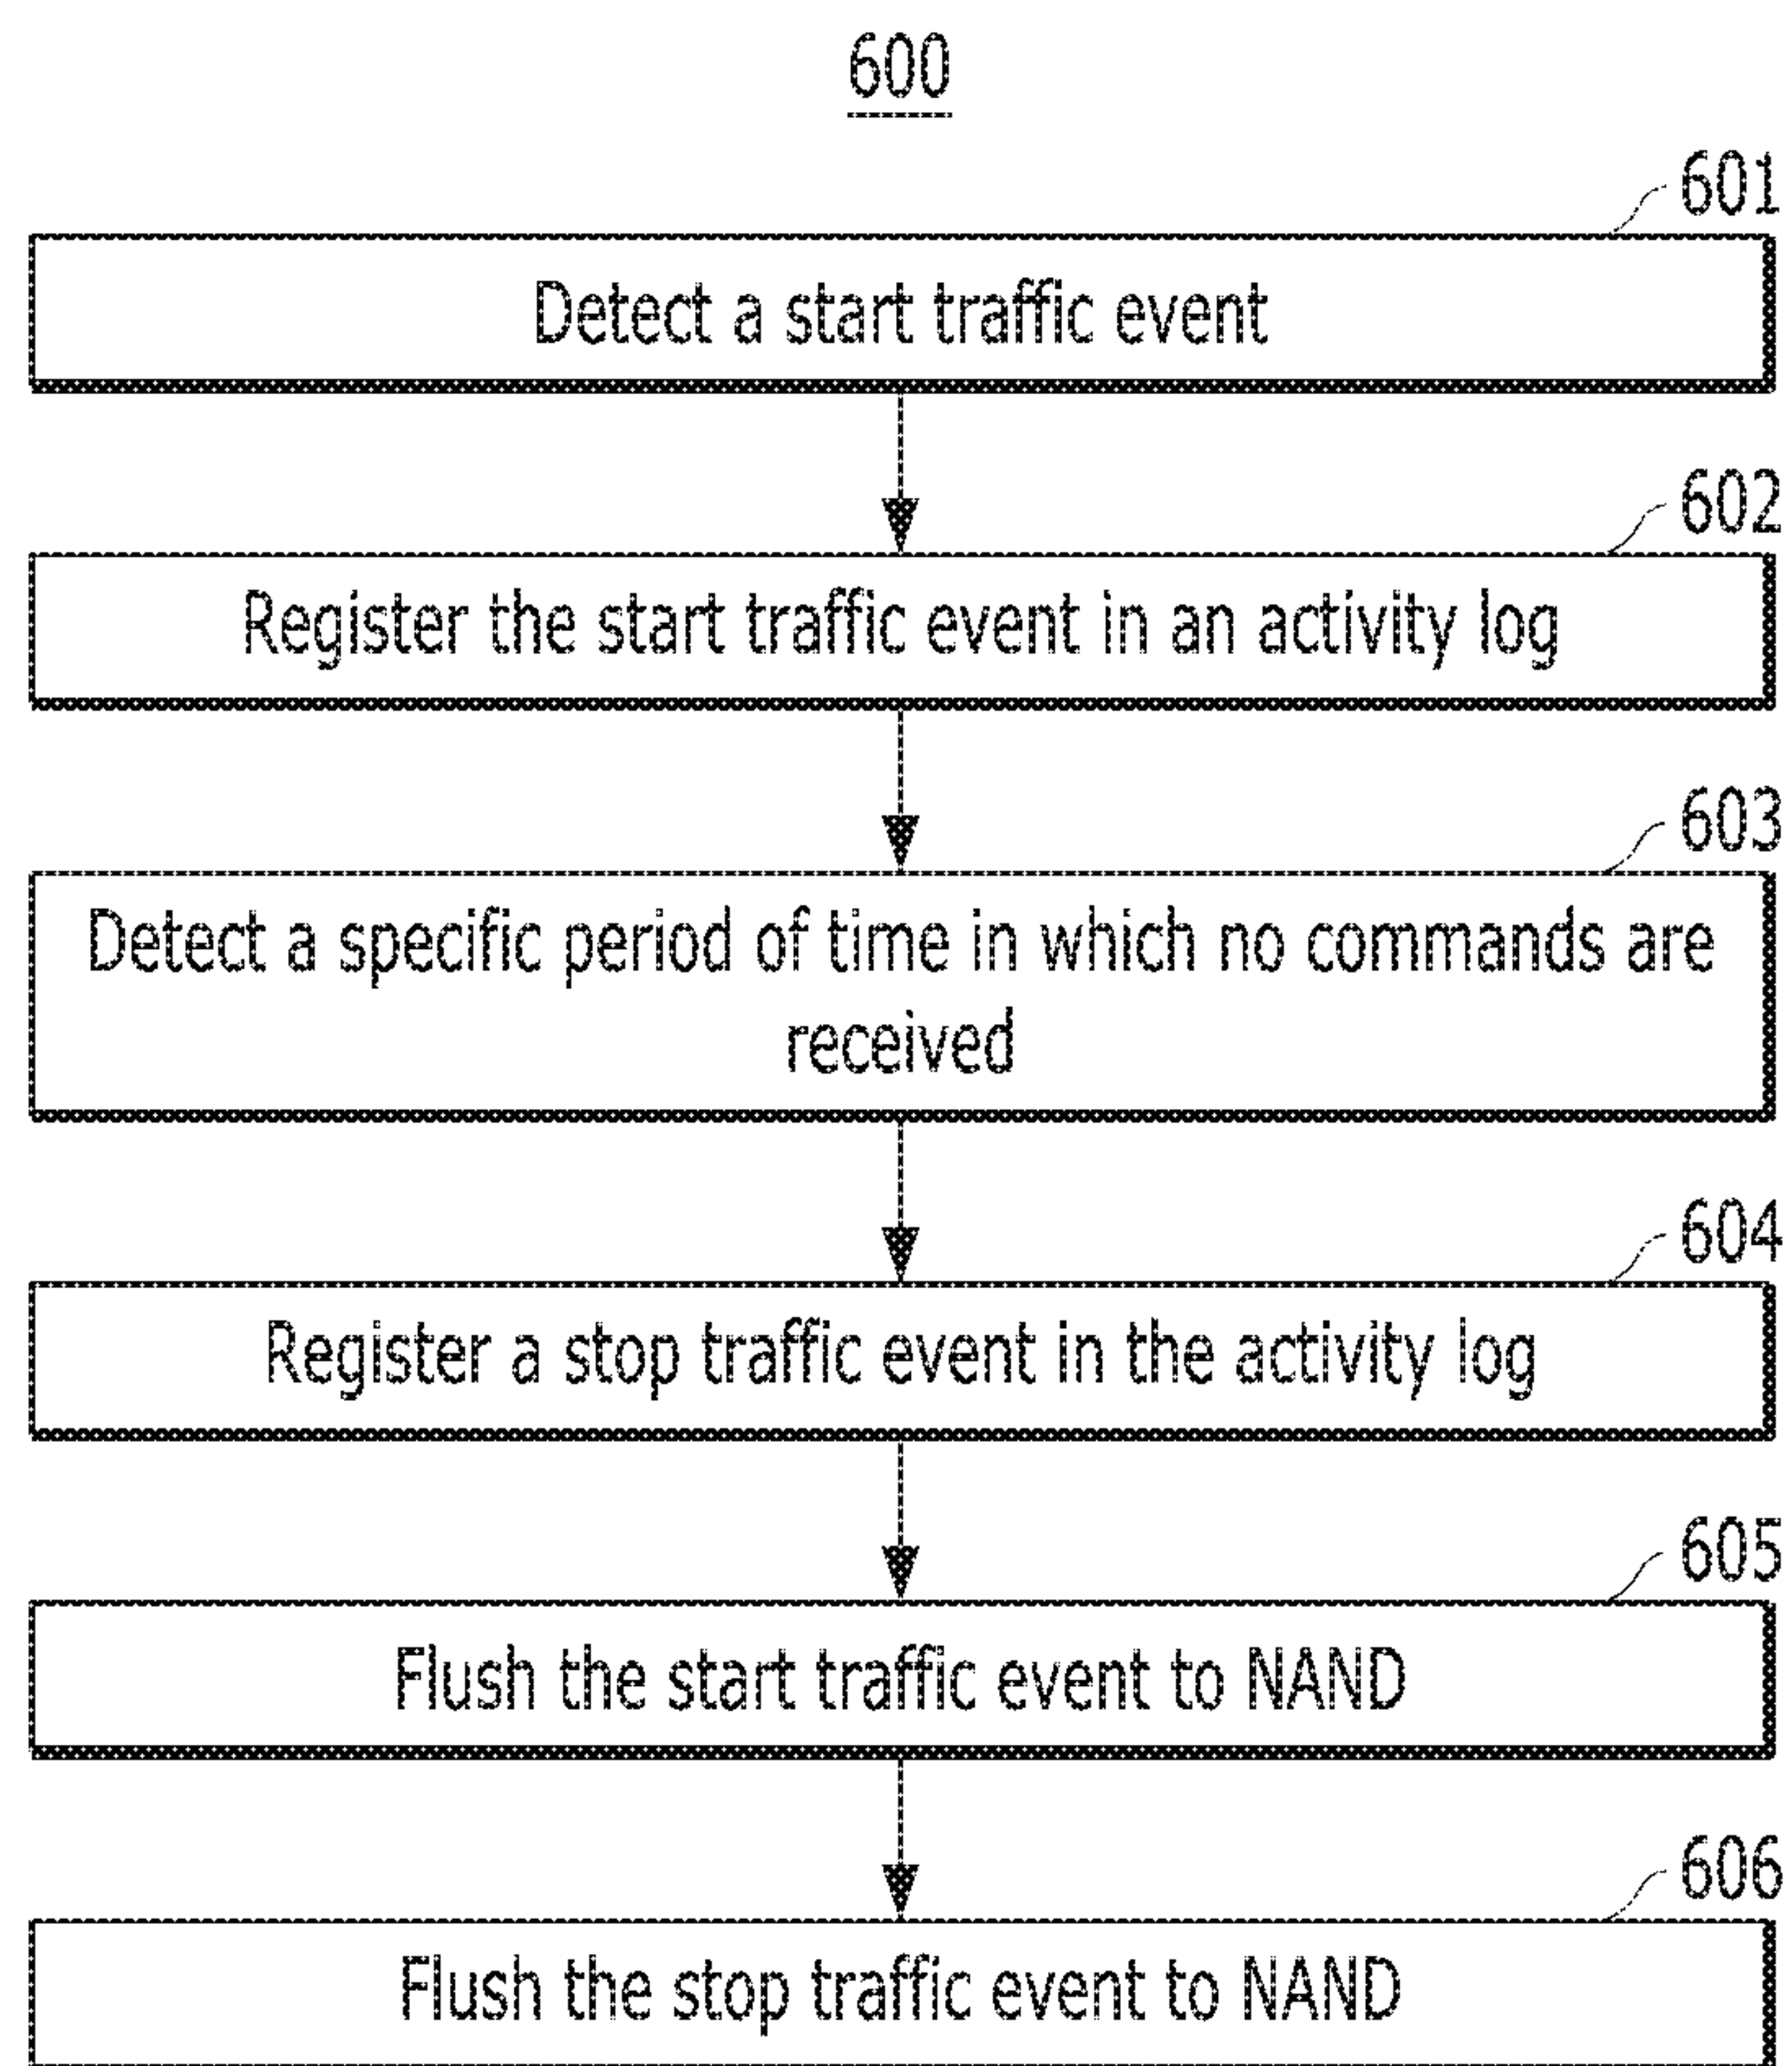 600
601
Detect a start traffic event
602
Register the start traffic event in an activity log
603
Detect a specific period of time in which no commands are
received
604
Register a stop traffic event in the activity log
605
Flush the start traffic event to NAND
606
Flush the stop traffic event to NAND